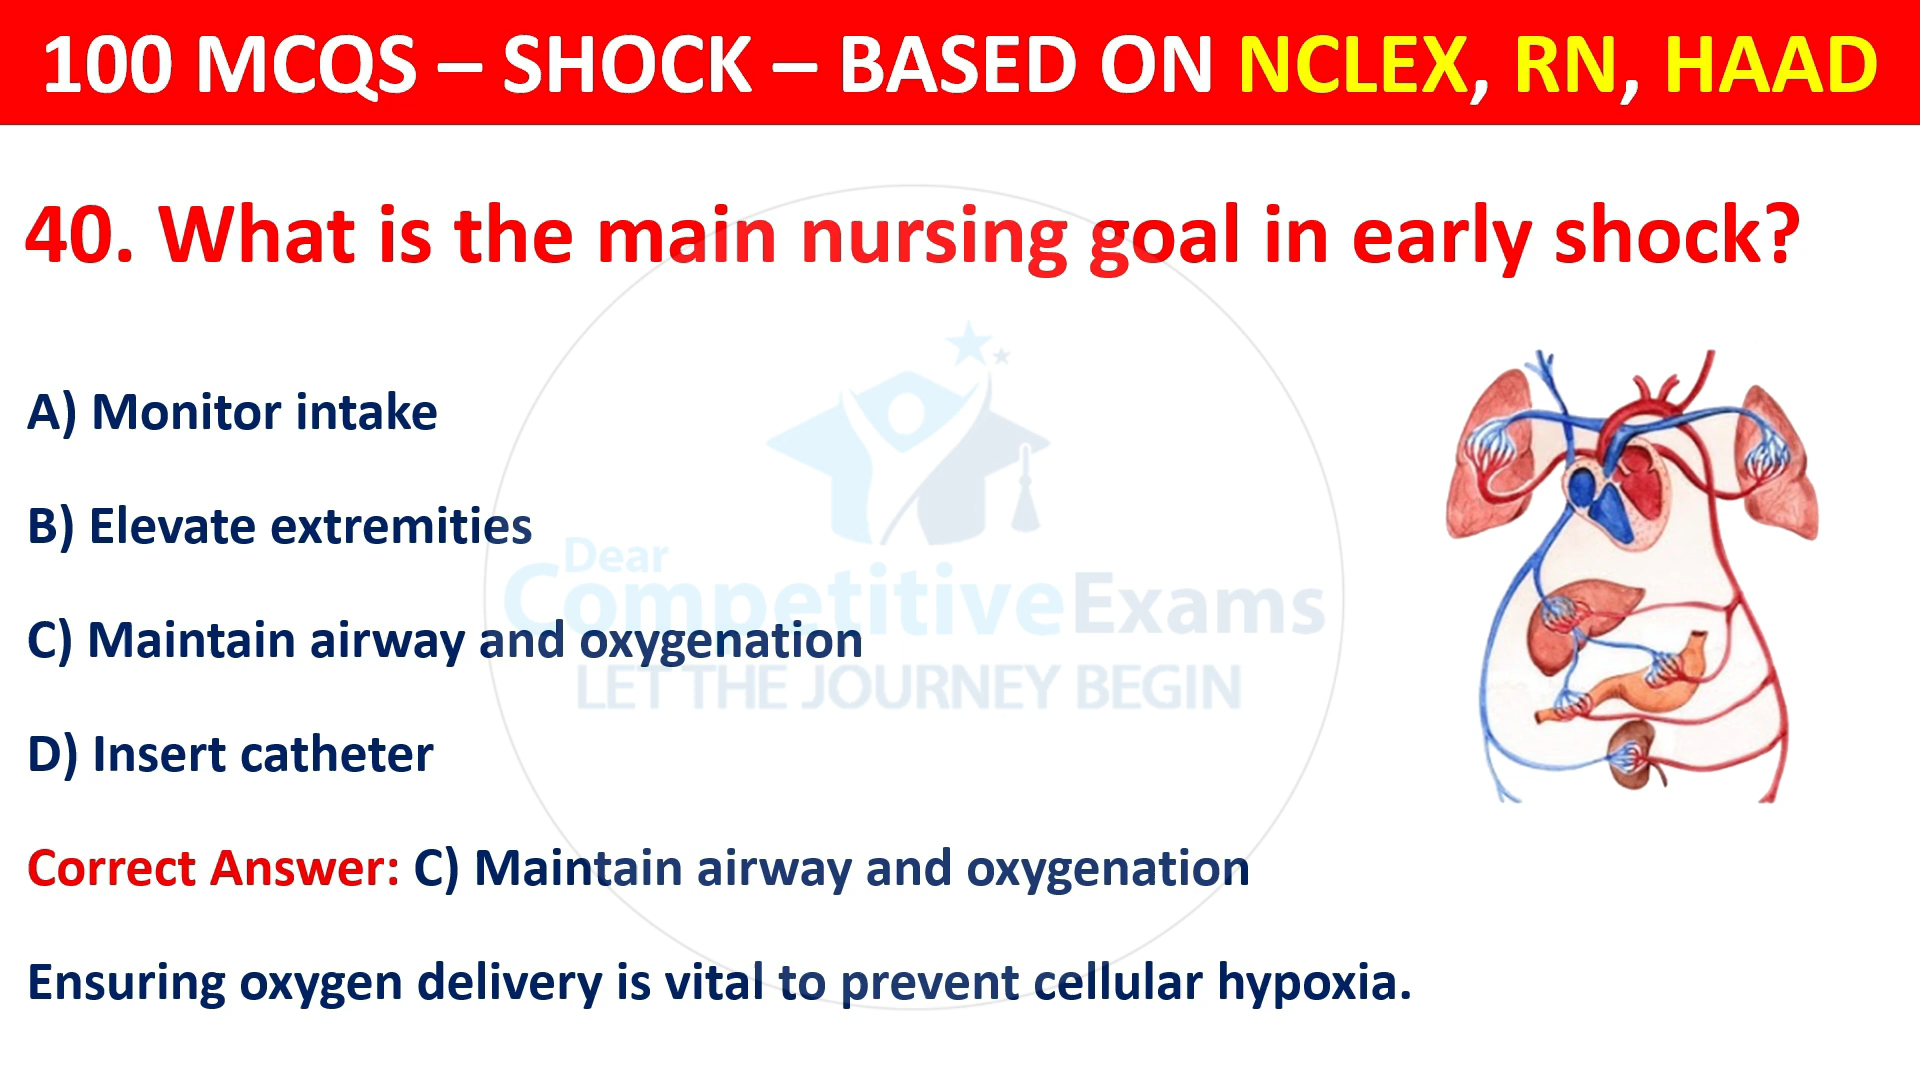 100 MCQS – SHOCK – BASED ON NCLEX, RN, HAAD
40. What is the main nursing goal in early shock?
A) Monitor intake
B) Elevate extremities
C) Maintain airway and oxygenation
D) Insert catheter
Correct Answer: C) Maintain airway and oxygenation
Ensuring oxygen delivery is vital to prevent cellular hypoxia.
Dear
CompetitiveExams
LET THE JOURNEY BEGIN